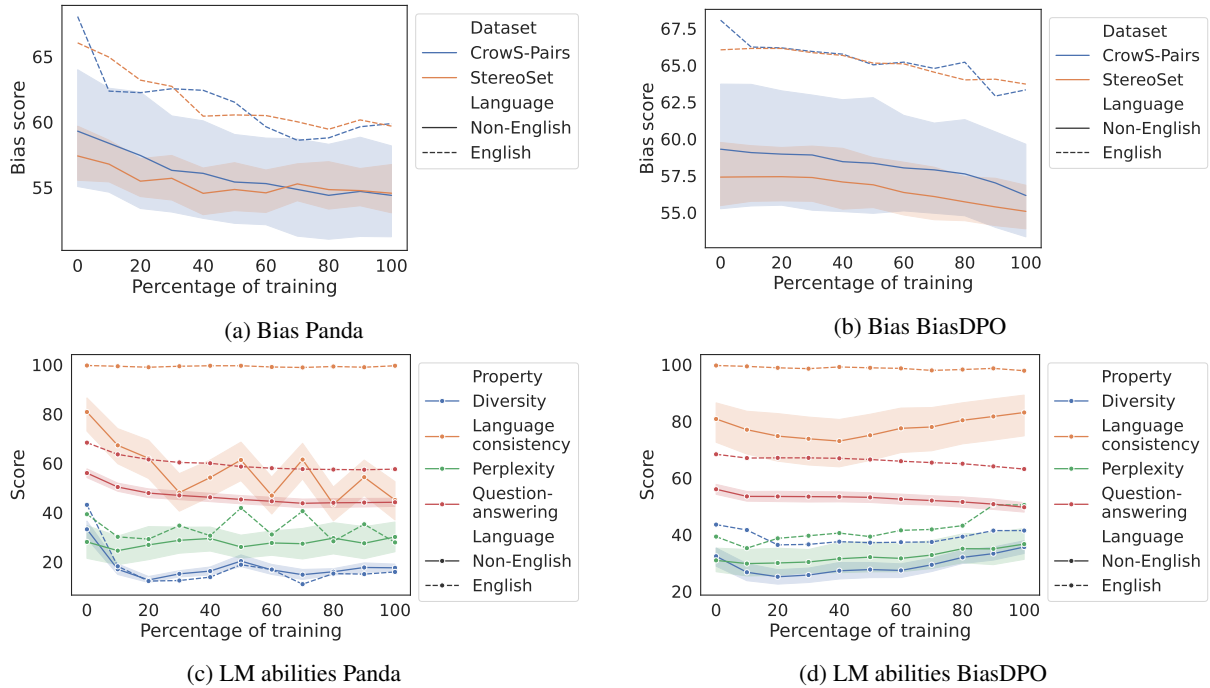 65
60
55
Bias score
0 20 40 60 80 100
Percentage of training
Dataset
CrowS-Pairs
StereoSet
Language
Non-English
English
(a) Bias Panda
67.5
65.0
62.5
60.0
57.5
55.0
Bias score
0 20 40 60 80 100
Percentage of training
Dataset
CrowS-Pairs
StereoSet
Language
Non-English
English
(b) Bias BiasDPO
100
80
60
40
20
Score
0 20 40 60 80 100
Percentage of training
Property
Diversity
Language
consistency
Perplexity
Question-
answering
Language
Non-English
English
(c) LM abilities Panda
100
80
60
40
20
Score
0 20 40 60 80 100
Percentage of training
Property
Diversity
Language
consistency
Perplexity
Question-
answering
Language
Non-English
English
(d) LM abilities BiasDPO